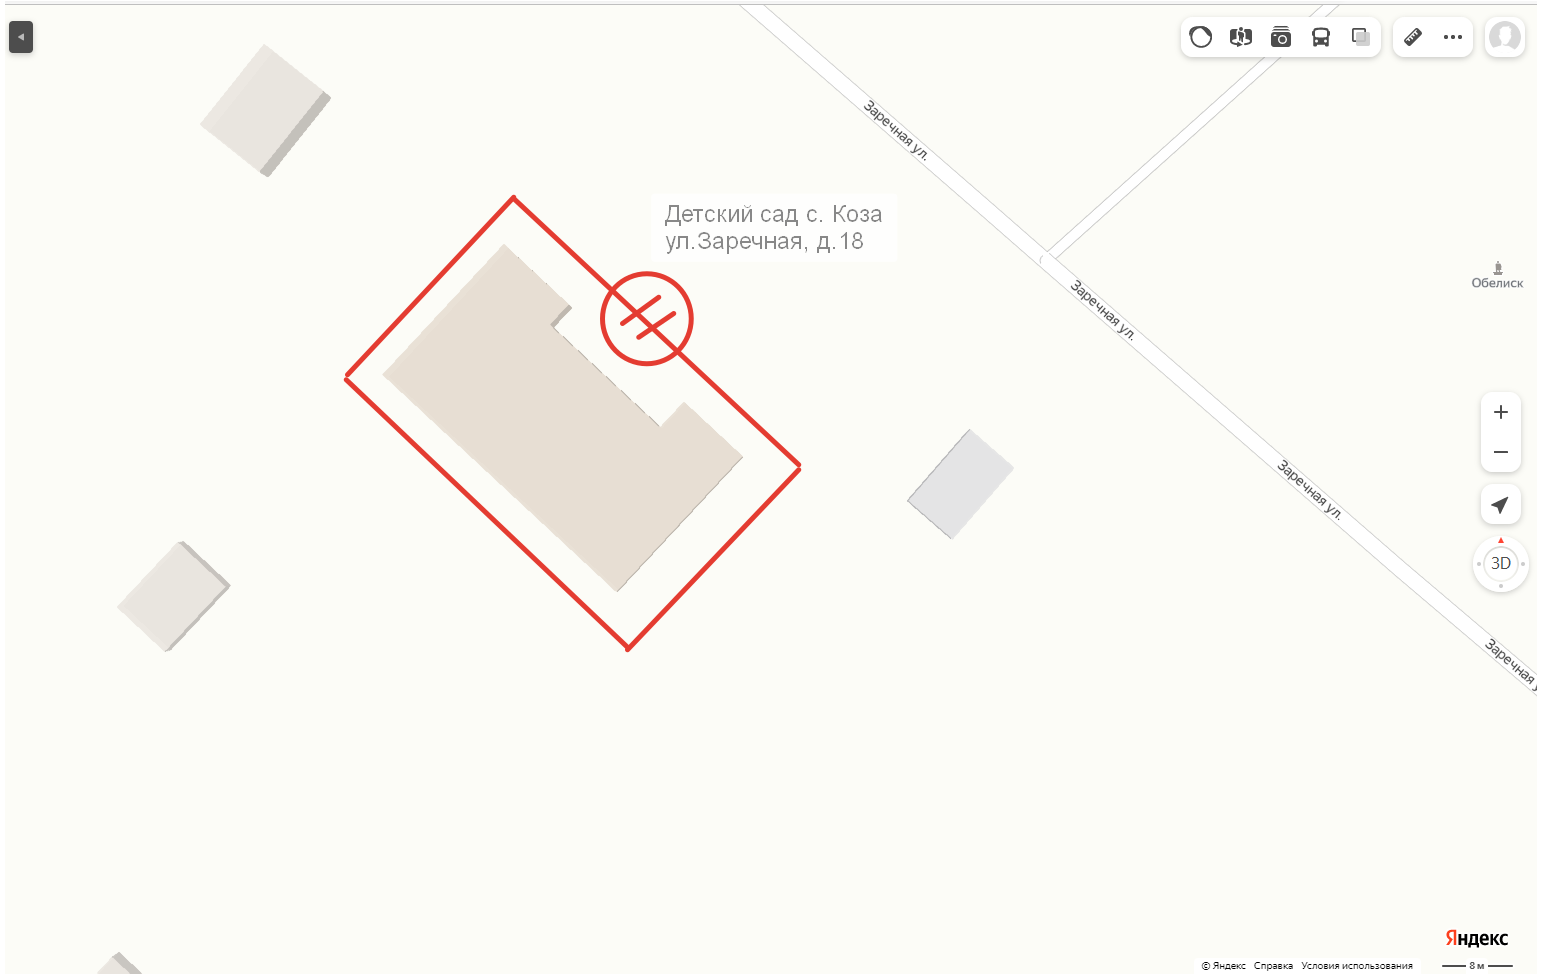 Заречная ул.
Детский сад с. Коза
ул.Заречная, д.18
Обелиск
Заречная ул.
Заречная ул.
3D
Заречная у
Яндекс
© Яндекс Справка Условия использования
8 м